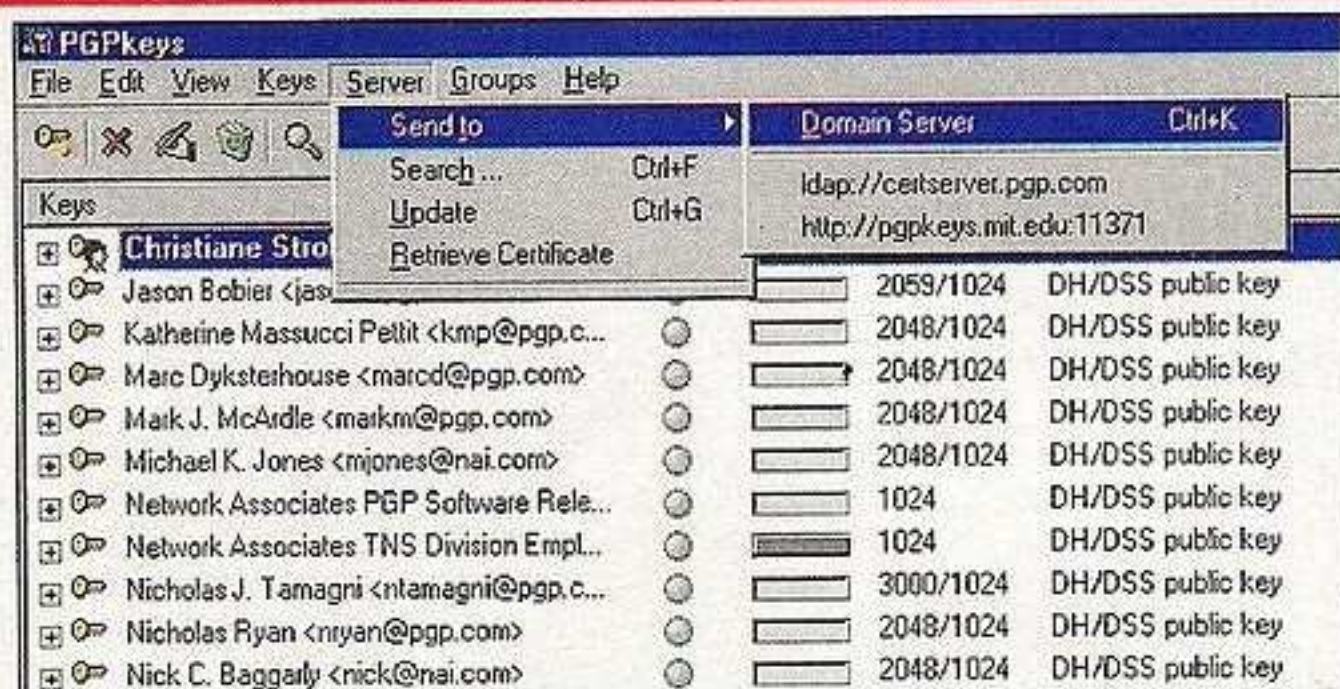 PGPkeys
File Edit View Keys Server Groups Help
Send to Domain Server Ctrl+K
Search ... Ctrl+F
ldap://certserver.pgp.com
Update Ctrl+G
http://pgpkeys.mit.edu:11371
Retrieve Certificate
Keys
Christiane Stro
Jason Bobier <jas 2059/1024 DH/DSS public key
Katherine Massucci Pettit <kmp@pgp.c... 2048/1024 DH/DSS public key
Marc Dyksterhouse <marcd@pgp.com> 2048/1024 DH/DSS public key
Mark J. McArdle <markm@pgp.com> 2048/1024 DH/DSS public key
Michael K. Jones <mjones@nai.com> 2048/1024 DH/DSS public key
Network Associates PGP Software Rele... 1024 DH/DSS public key
Network Associates TNS Division Empl... 1024 DH/DSS public key
Nicholas J. Tamagni <ntamagni@pgp.c... 3000/1024 DH/DSS public key
Nicholas Ryan <nryan@pgp.com> 2048/1024 DH/DSS public key
Nick C. Baggarly <nick@nai.com> 2048/1024 DH/DSS public key